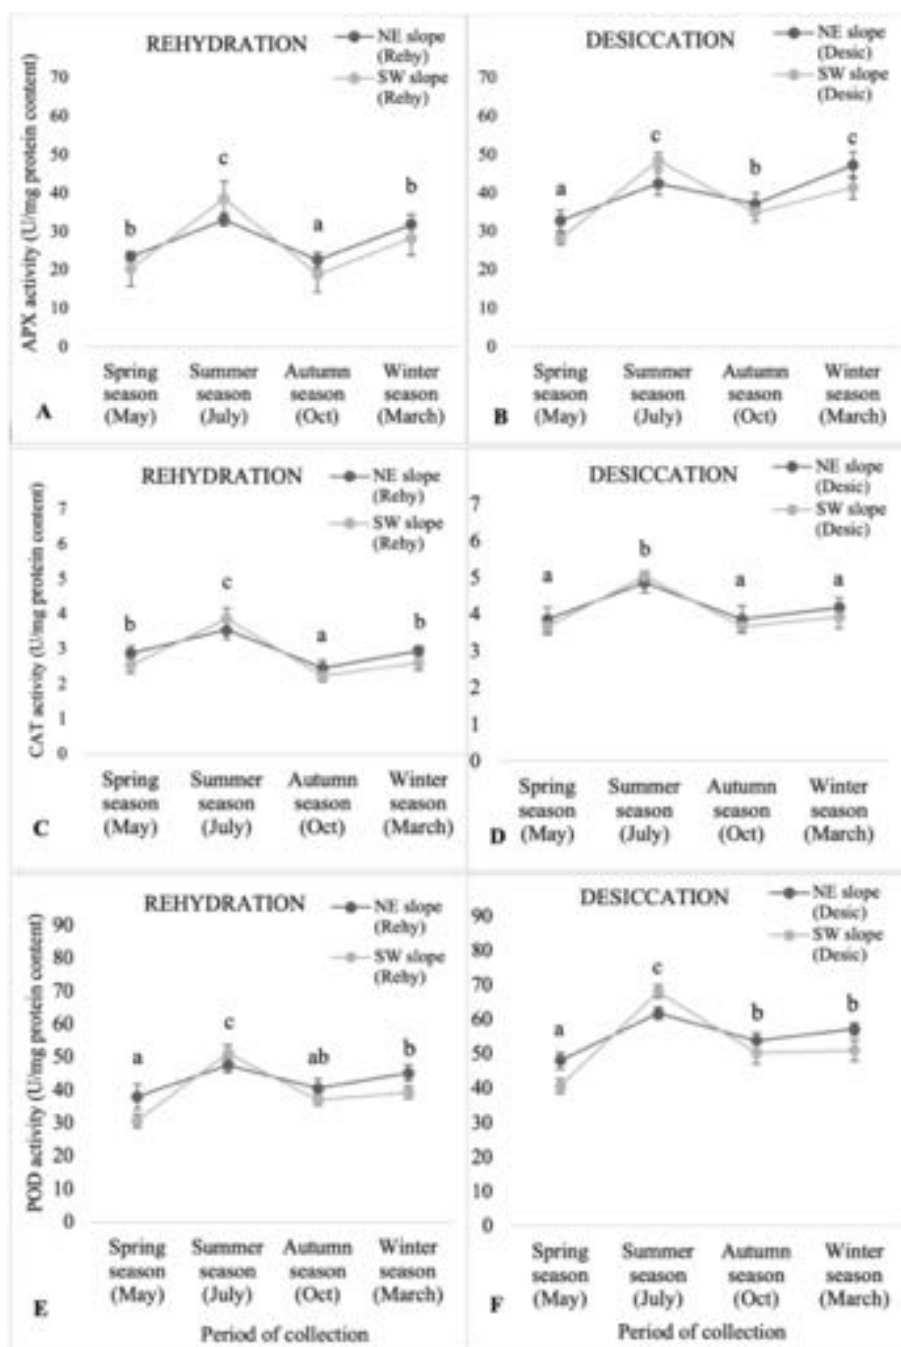 REHYDRATION
NE slope
(Rehy)
SW slope
(Rehy)
APX activity (U/mg protein content)
70
60
50
40
30
20
10
0
b
c
a
b
Spring
season
(May)
Summer
season
(July)
Autumn
season
(Oct)
Winter
season
(March)
A
DESICCATION
NE slope
(Desic)
SW slope
(Desic)
70
60
50
40
30
20
10
0
a
c
b
c
Spring
season
(May)
Summer
season
(July)
Autumn
season
(Oct)
Winter
season
(March)
B
REHYDRATION
NE slope
(Rehy)
SW slope
(Rehy)
CAT activity (U/mg protein content)
7
6
5
4
3
2
1
0
b
c
a
b
Spring
season
(May)
Summer
season
(July)
Autumn
season
(Oct)
Winter
season
(March)
C
DESICCATION
NE slope
(Desic)
SW slope
(Desic)
7
6
5
4
3
2
1
0
a
b
a
a
Spring
season
(May)
Summer
season
(July)
Autumn
season
(Oct)
Winter
season
(March)
D
REHYDRATION
NE slope
(Rehy)
SW slope
(Rehy)
POD activity (U/mg protein content)
90
80
70
60
50
40
30
20
10
0
a
c
ab
b
Spring
season
(May)
Summer
season
(July)
Autumn
season
(Oct)
Winter
season
(March)
E
Period of collection
DESICCATION
NE slope
(Desic)
SW slope
(Desic)
90
80
70
60
50
40
30
20
10
0
a
c
b
b
Spring
season
(May)
Summer
season
(July)
Autumn
season
(Oct)
Winter
season
(March)
F
Period of collection